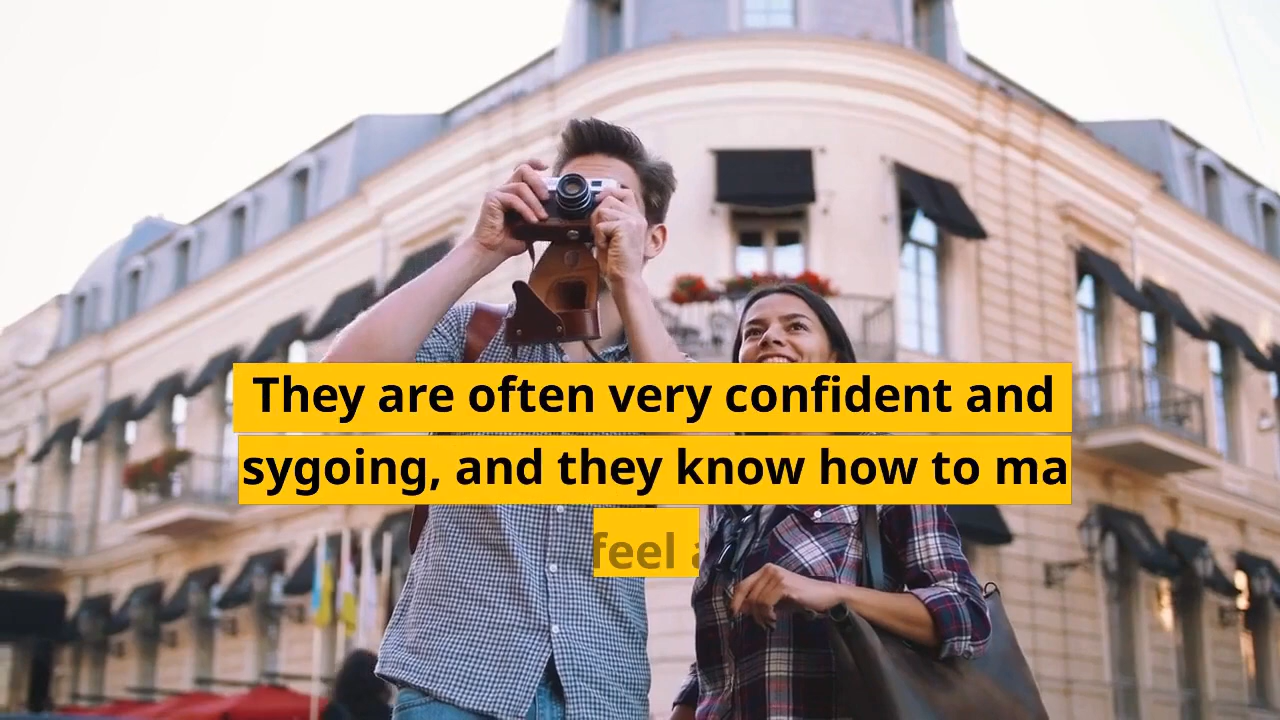 They are often very confident and
sygoing, and they know how to ma
feel a